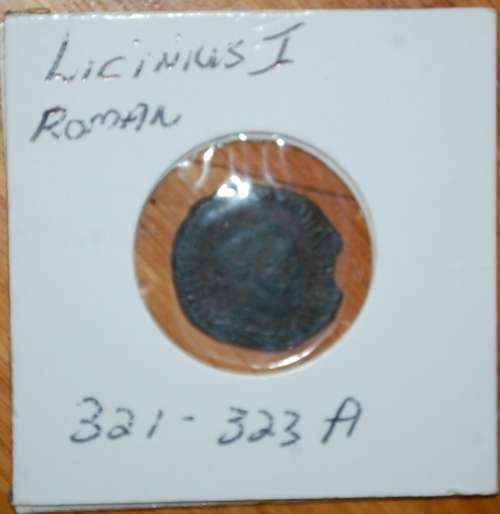 Licinius I
Roman
321-323 A